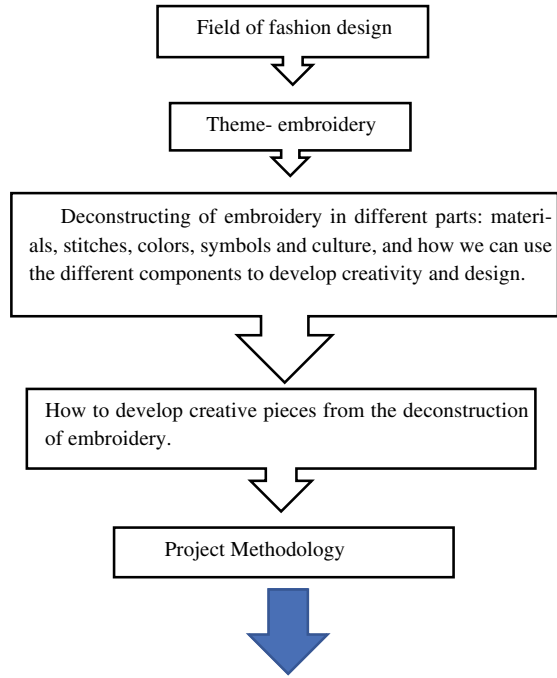 Field of fashion design
Theme- embroidery
Deconstructing of embroidery in different parts: materi-
als, stitches, colors, symbols and culture, and how we can use
the different components to develop creativity and design.
How to develop creative pieces from the deconstruction
of embroidery.
Project Methodology